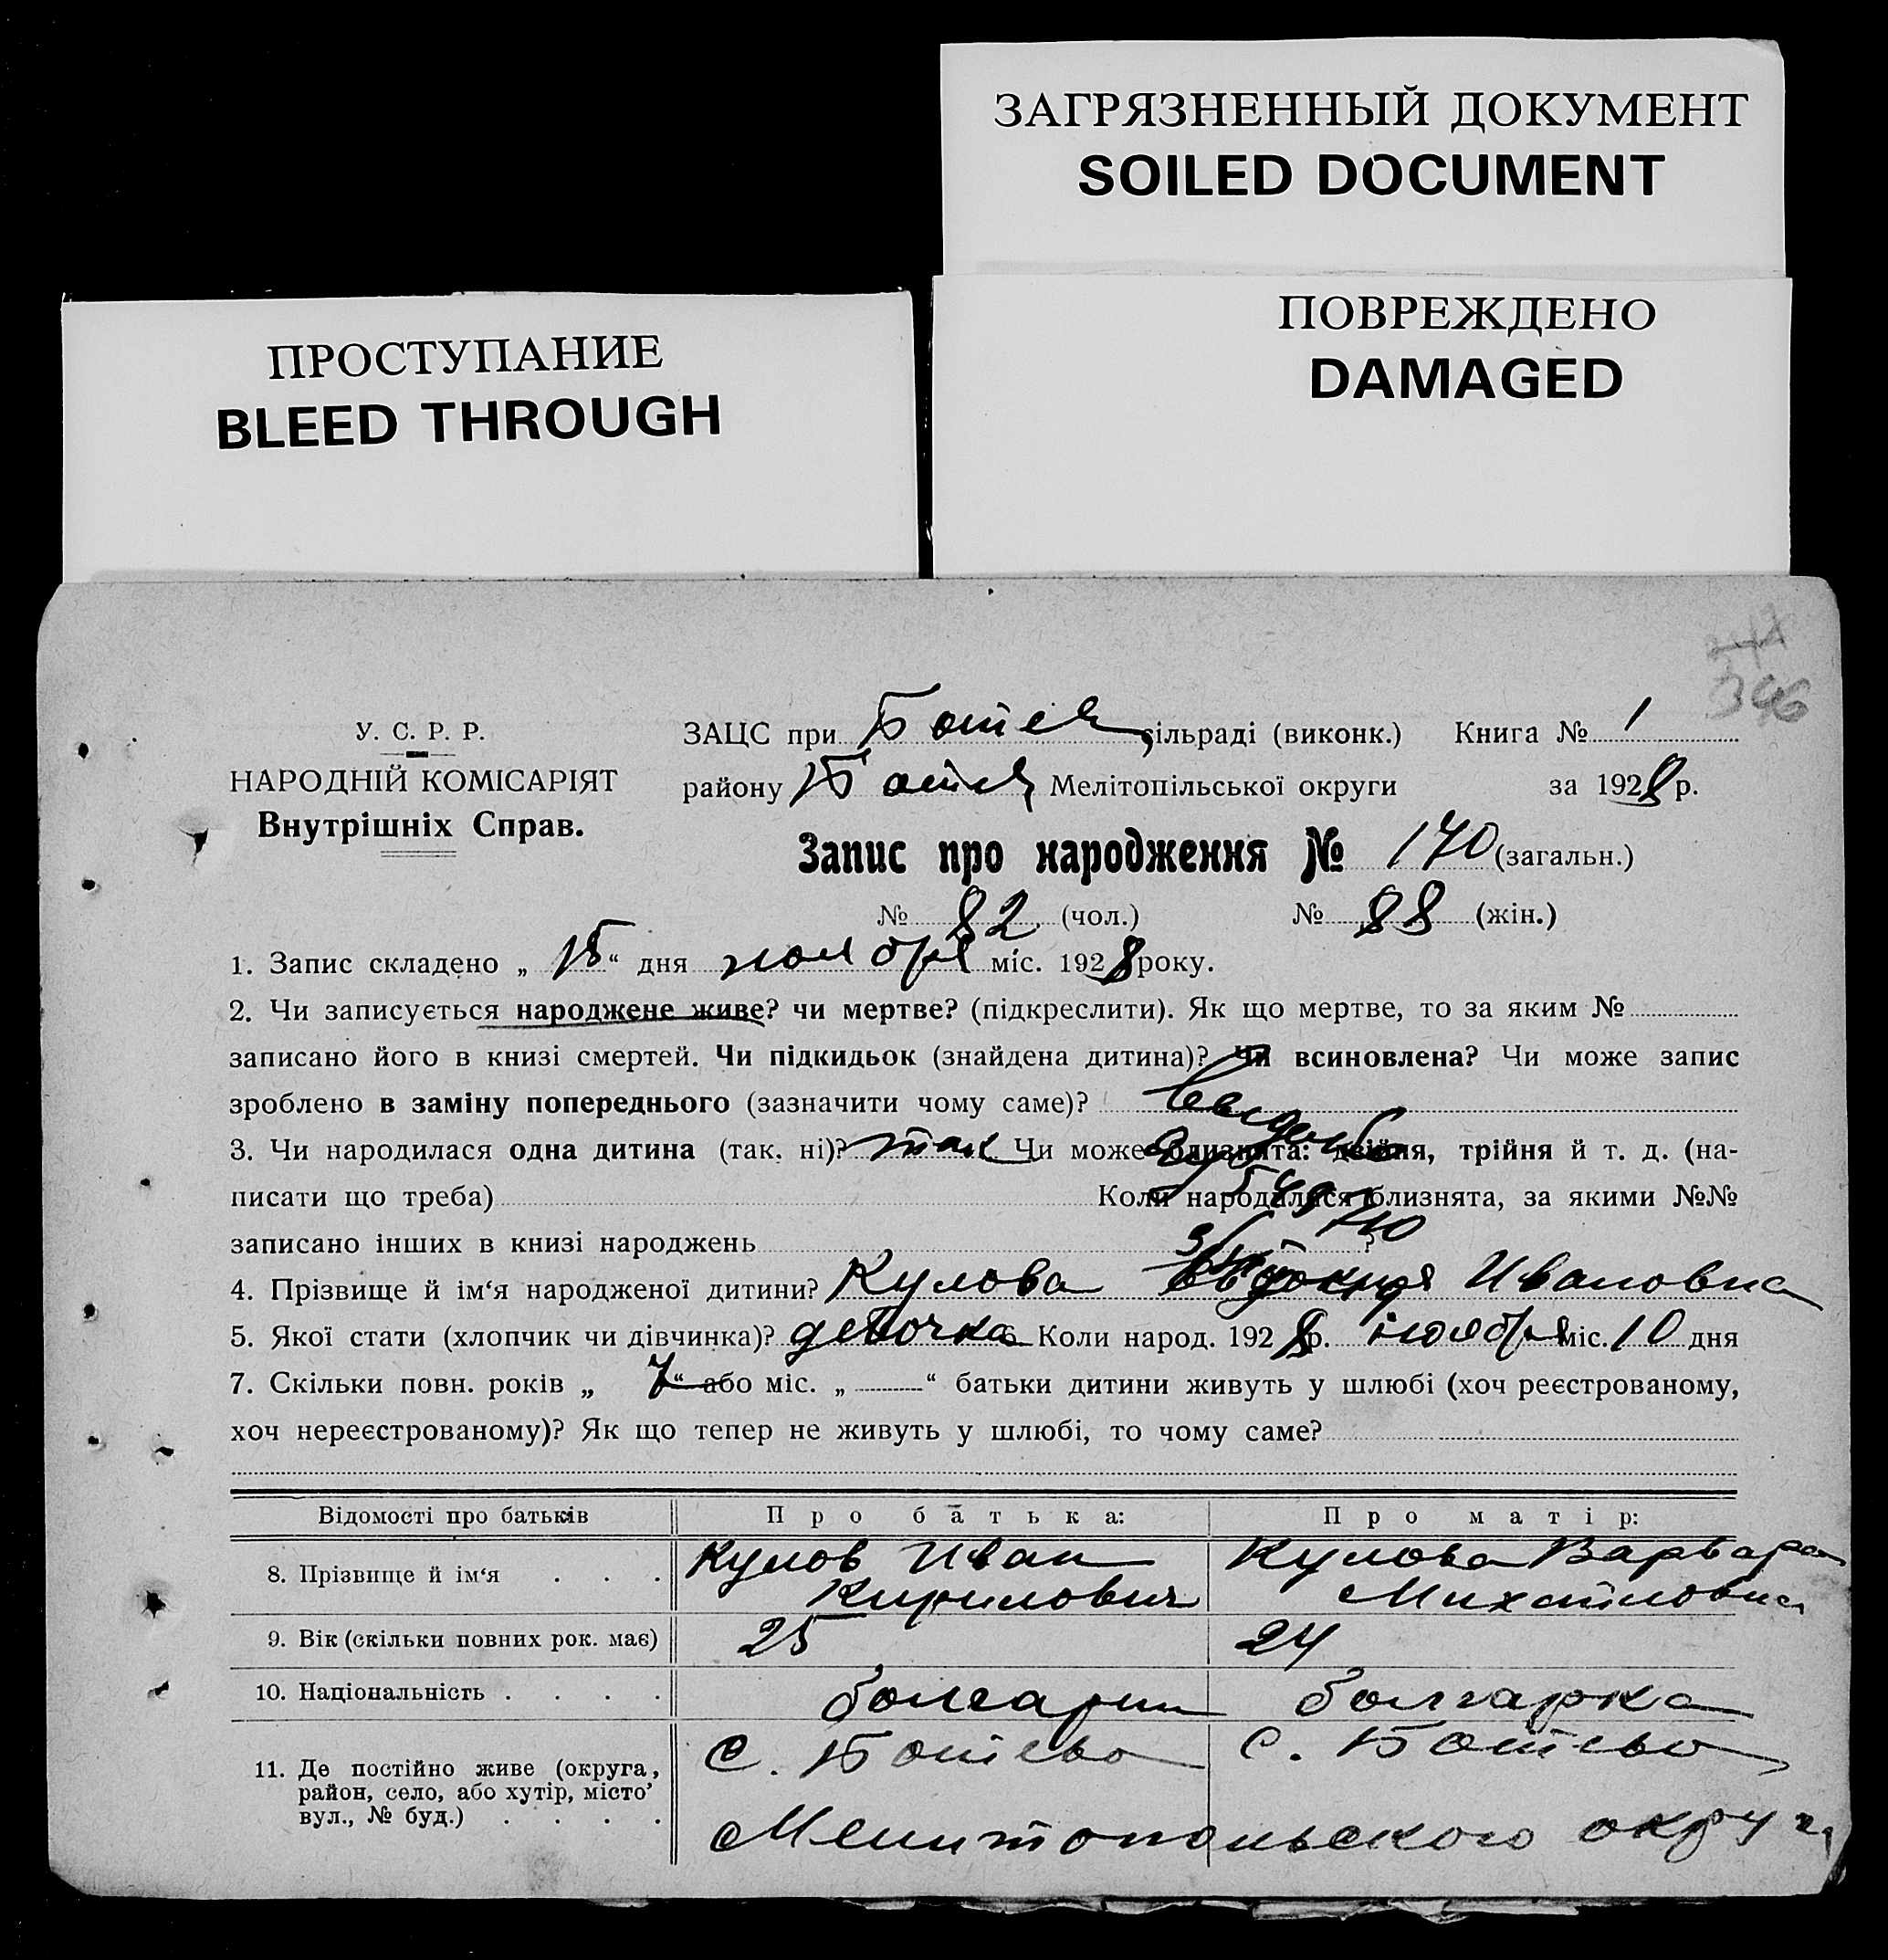 ЗАГРЯЗНЕННЫЙ ДОКУМЕНТ
SOILED DOCUMENT
ПРОСТУПАНИЕ
BLEED THROUGH
ПОВРЕЖДЕНО
DAMAGED
346
У. С. Р. Р.
НАРОДНІЙ КОМІСАРІЯТ
Внутрішніх Справ.
ЗАЦС при Ботев сільраді (виконк.) Книга № 1
району Ботев Мелітопільської округи за 1928 р.
Запис про народження № 170 (загальн.)
№ 82 (чол.) № 88 (жін.)
1. Запис складено „ 15 “ дня ноября міс. 1928 року.
2. Чи записується народжене живе? чи мертве? (підкреслити). Як що мертве, то за яким №
записано його в книзі смертей. Чи підкидьок (знайдена дитина)? Чи всиновлена? Чи може запис
зроблено в заміну попереднього (зазначити чому саме)?
3. Чи народилася одна дитина (так, ні)? так Чи може близнята: двійня, трійня й т. д. (на-
писати що треба) Коли народилися близнята, за якими №№
записано інших в книзі народжень ?
4. Прізвище й ім‘я народженої дитини? Кулова Евдокия Ивановна
5. Якої стати (хлопчик чи дівчинка)? девочка 6 Коли народ. 1928 р. ноября міс. 10 дня
7. Скільки повн. років „ 7 “ або міс. „ — “ батьки дитини живуть у шлюбі (хоч реєстрованому,
хоч нереєстрованому)? Як що тепер не живуть у шлюбі, то чому саме?
Відомості про батьків Про батька: Про матір:
8. Прізвище й ім‘я . . . Кулов Иван Кулова Варвара
Кирилович Михайловна
9. Вік (скільки повних рок. має) 25 24
10. Національність . . . . болгарин болгарка
11. Де постійно живе (округа, с. Ботево с. Ботево
район, село, або хутір, місто’
вул., № буд.) . . . . Мелитопольского округа